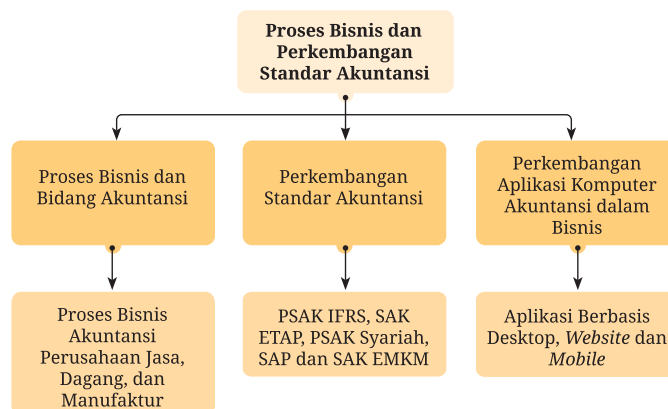 Proses Bisnis dan
Perkembangan
Standar Akuntansi
Proses Bisnis dan
Bidang Akuntansi
Perkembangan
Standar Akuntansi
Perkembangan
Aplikasi Komputer
Akuntansi dalam
Bisnis
Proses Bisnis
Akuntansi
Perusahaan Jasa,
Dagang, dan
Manufaktur
PSAK IFRS, SAK
ETAP, PSAK Syariah,
SAP dan SAK EMKM
Aplikasi Berbasis
Desktop, Website dan
Mobile